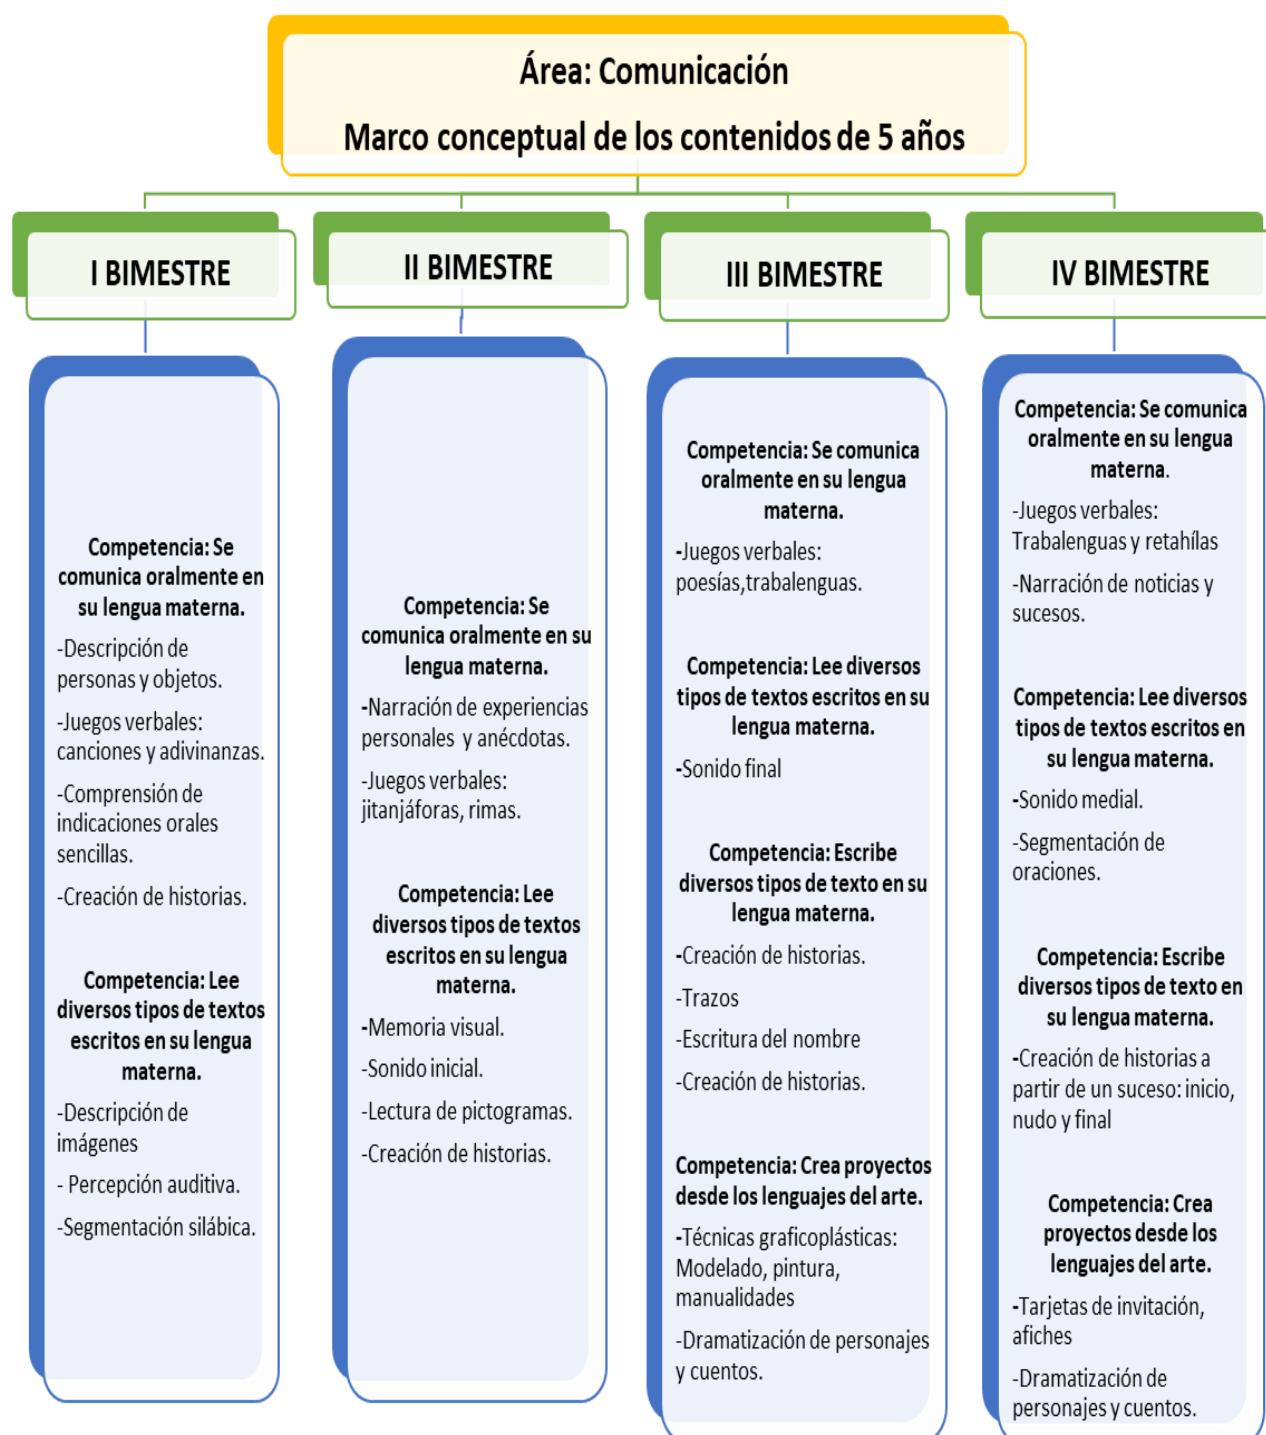 Área: Comunicación
Marco conceptual de los contenidos de 5 años
I BIMESTRE
Competencia: Se
comunica oralmente en
su lengua materna.
-Descripción de
personas y objetos.
-Juegos verbales:
canciones y adivinanzas.
-Comprensión de
indicaciones orales
sencillas.
-Creación de historias.
Competencia: Lee
diversos tipos de textos
escritos en su lengua
materna.
-Descripción de
imágenes
- Percepción auditiva.
-Segmentación silábica.
II BIMESTRE
Competencia: Se
comunica oralmente en su
lengua materna.
-Narración de experiencias
personales y anécdotas.
-Juegos verbales:
jitanjáforas, rimas.
Competencia: Lee
diversos tipos de textos
escritos en su lengua
materna.
-Memoria visual.
-Sonido inicial.
-Lectura de pictogramas.
-Creación de historias.
III BIMESTRE
Competencia: Se comunica
oralmente en su lengua
materna.
-Juegos verbales:
poesías,trabalenguas.
Competencia: Lee diversos
tipos de textos escritos en su
lengua materna.
-Sonido final
Competencia: Escribe
diversos tipos de texto en su
lengua materna.
-Creación de historias.
-Trazos
-Escritura del nombre
-Creación de historias.
Competencia: Crea proyectos
desde los lenguajes del arte.
-Técnicas graficoplásticas:
Modelado, pintura,
manualidades
-Dramatización de personajes
y cuentos.
IV BIMESTRE
Competencia: Se comunica
oralmente en su lengua
materna.
-Juegos verbales:
Trabalenguas y retahílas
-Narración de noticias y
sucesos.
Competencia: Lee diversos
tipos de textos escritos en
su lengua materna.
-Sonido medial.
-Segmentación de
oraciones.
Competencia: Escribe
diversos tipos de texto en
su lengua materna.
-Creación de historias a
partir de un suceso: inicio,
nudo y final
Competencia: Crea
proyectos desde los
lenguajes del arte.
-Tarjetas de invitación,
afiches
-Dramatización de
personajes y cuentos.